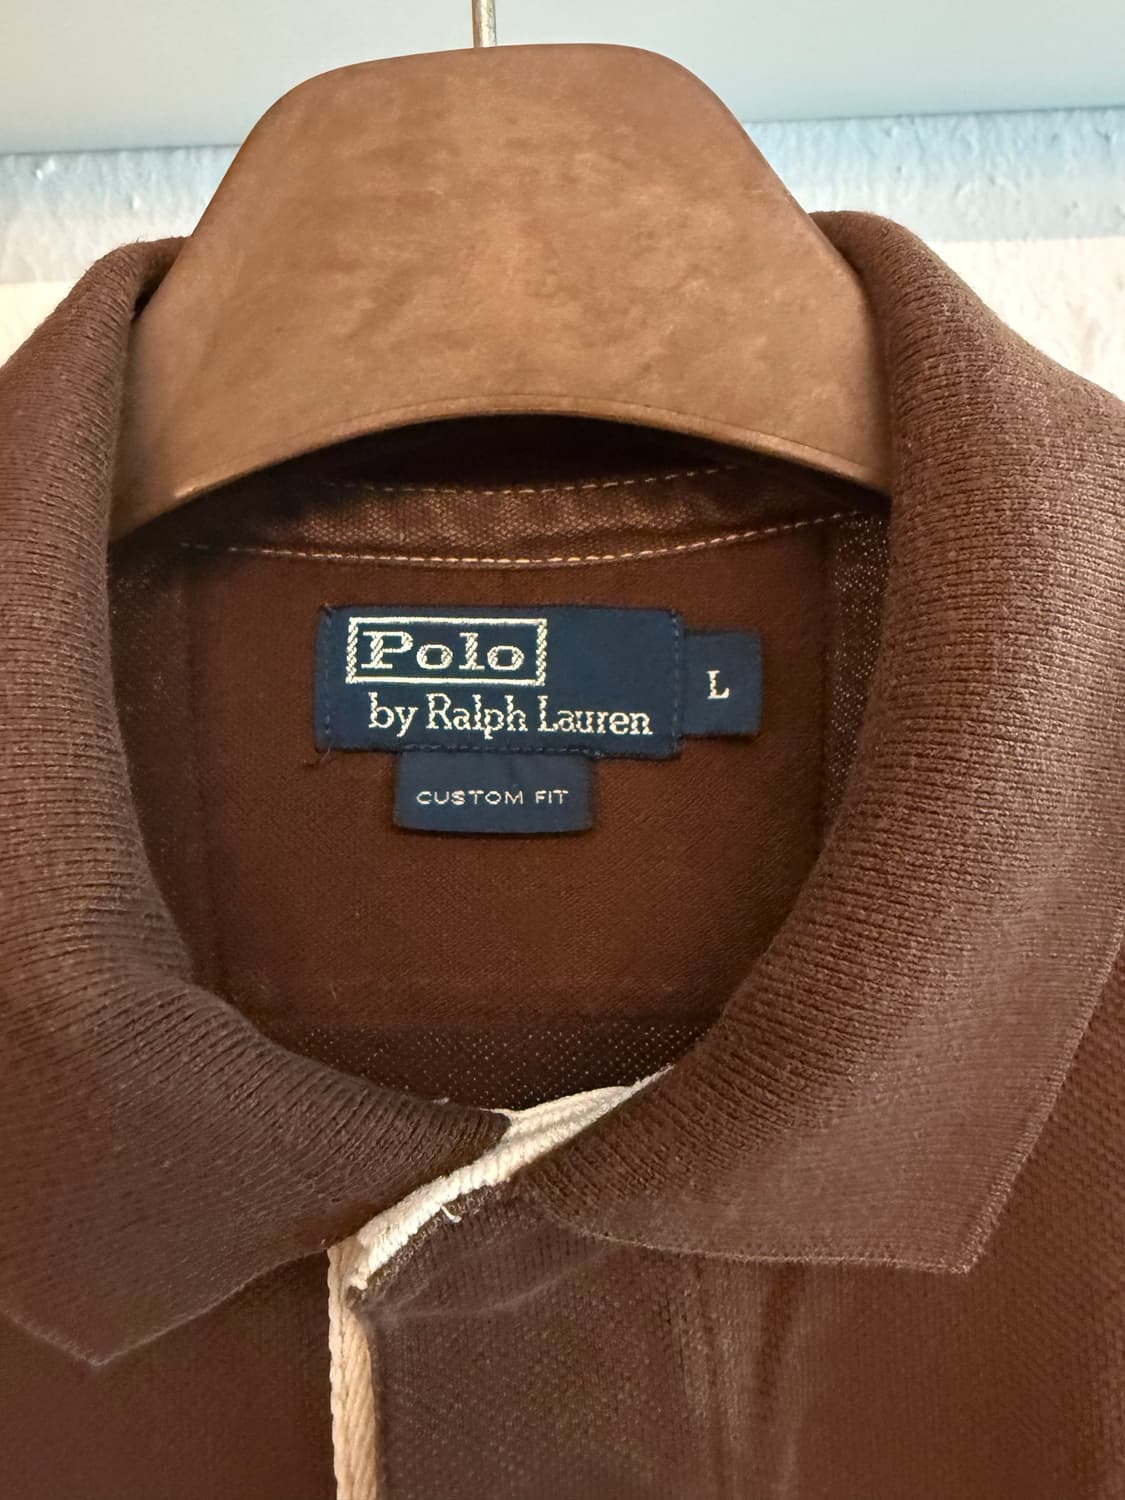 Polo
by Ralph Lauren
L
CUSTOM FIT